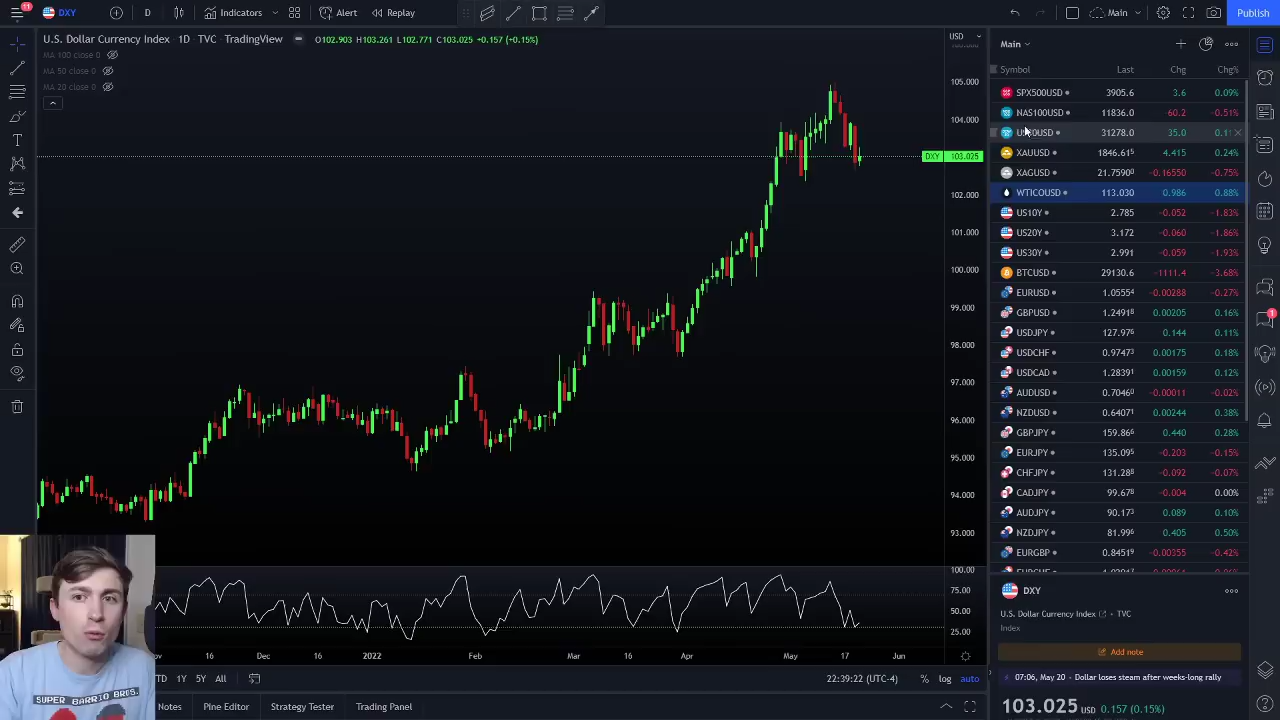 11
DXY
D
Indicators
Alert
Replay
Main
Publish
U.S. Dollar Currency Index · 1D · TVC · TradingView
O102.903 H103.261 L102.771 C103.025 +0.157 (+0.15%)
MA 100 close 0
MA 50 close 0
MA 20 close 0
USD
105.000
104.000
DXY 103.025
102.000
101.000
100.000
99.000
98.000
97.000
96.000
95.000
94.000
93.000
100.00
75.00
50.00
25.00
16
Dec
16
2022
Feb
Mar
16
Apr
May
17
Jun
1Y
5Y
All
22:39:22 (UTC-4)
%
log
auto
Notes
Pine Editor
Strategy Tester
Trading Panel
Main
Symbol Last Chg Chg%
SPX500USD 3905.6 3.6 0.09%
NAS100USD 11836.0 -60.2 -0.51%
31278.0 35.0
XAUUSD 1846.615 4.415 0.24%
XAGUSD 21.7590 -0.16550 -0.75%
WTICOUSD 113.030 0.986 0.88%
US10Y 2.785 -0.052 -1.83%
US20Y 3.172 -0.060 -1.86%
US30Y 2.991 -0.059 -1.93%
BTCUSD 29130.6 -1111.4 -3.68%
EURUSD 1.05554 -0.00288 -0.27%
GBPUSD 1.24918 0.00205 0.16%
USDJPY 127.976 0.144 0.11%
USDCHF 0.97473 0.00175 0.18%
USDCAD 1.28391 0.00159 0.12%
AUDUSD 0.70460 -0.00011 -0.02%
NZDUSD 0.64071 0.00244 0.38%
GBPJPY 159.866 0.440 0.28%
EURJPY 135.095 -0.203 -0.15%
CHFJPY 131.288 -0.092 -0.07%
CADJPY 99.678 -0.004 0.00%
AUDJPY 90.173 0.089 0.10%
NZDJPY 81.996 0.405 0.50%
EURGBP 0.84519 -0.00355 -0.42%
1
DXY
U.S. Dollar Currency Index · TVC
Index
Add note
07:06, May 20 · Dollar loses steam after weeks-long rally
103.025 USD 0.157 (0.15%)
SUPER BARRIO BROS.